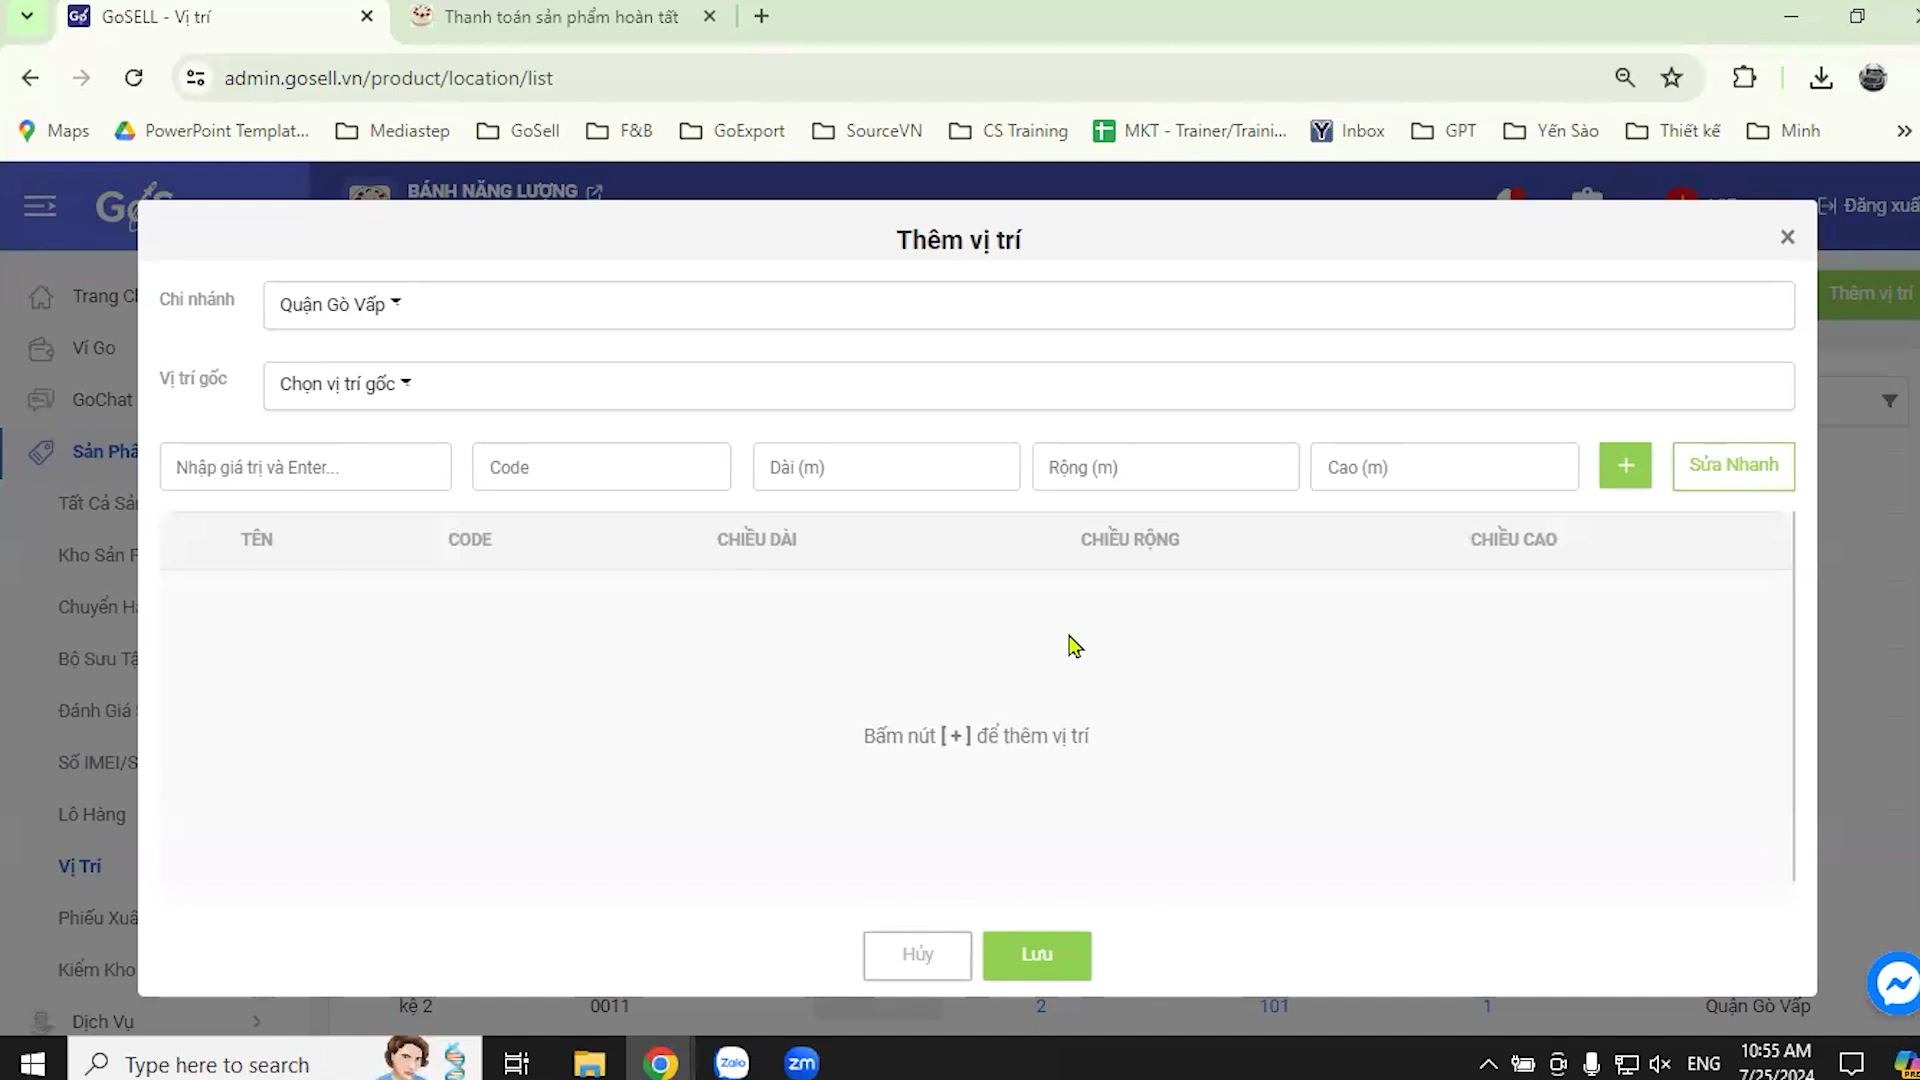 GoSELL - Vị trí
Thanh toán sản phẩm hoàn tất
admin.gosell.vn/product/location/list
Maps
PowerPoint Templat...
Mediastep
GoSell
F&B
GoExport
SourceVN
CS Training
MKT - Trainer/Traini...
Inbox
GPT
Yến Sào
Thiết kế
Minh
BÁNH NĂNG LƯỢNG
Đăng xuấ
Thêm vị trí
Trang C
Chi nhánh
Quận Gò Vấp
Thêm vị trí
Ví Go
Vị trí gốc
Chọn vị trí gốc
GoChat
Sản Phẩ
Nhập giá trị và Enter...
Code
Dài (m)
Rộng (m)
Cao (m)
+
Sửa Nhanh
Tất Cả Sả
TÊN
CODE
CHIỀU DÀI
CHIỀU RỘNG
CHIỀU CAO
Kho Sản P
Chuyển H
Bộ Sưu Tậ
Đánh Giá
Bấm nút [ + ] để thêm vị trí
Số IMEI/S
Lô Hàng
Vị Trí
Phiếu Xuấ
Kiểm Kho
Hủy
Lưu
kệ 2
0011
2
101
1
Quận Gò Vấp
Dịch Vụ
Type here to search
Zalo
zm
ENG
10:55 AM
7/25/2024